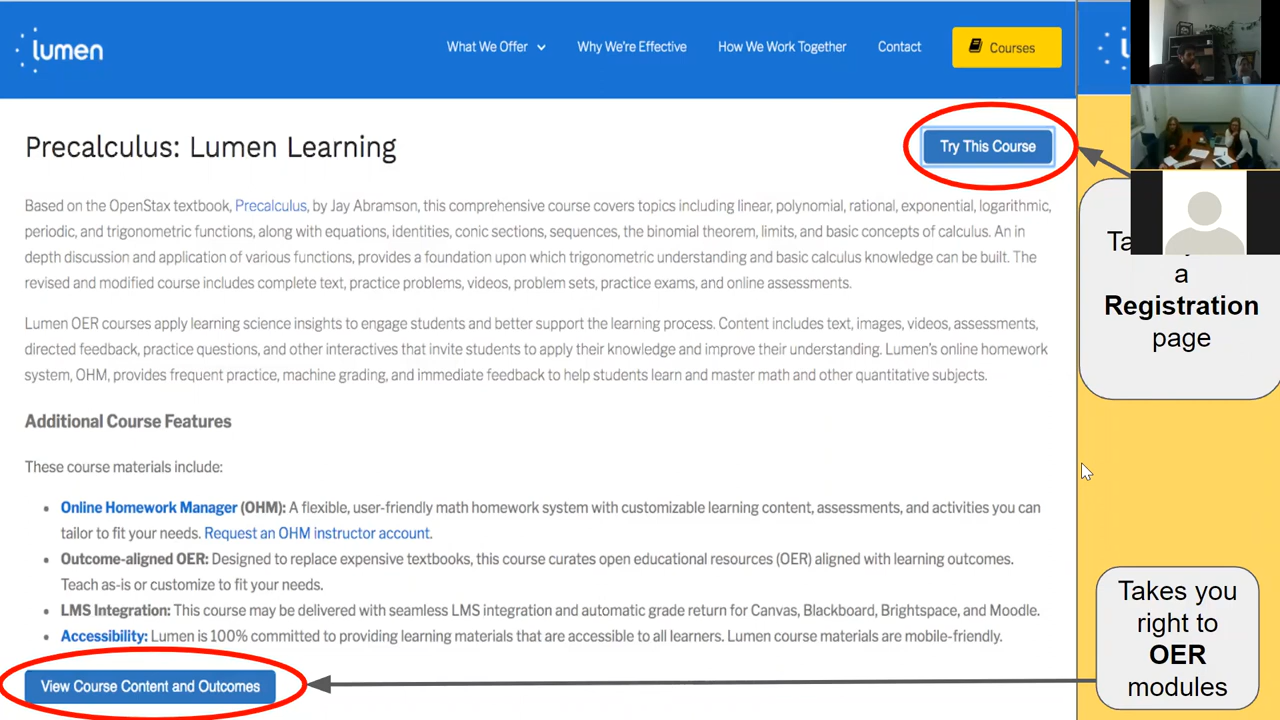 lumen
What We Offer
Why We're Effective
How We Work Together
Contact
Courses
Precalculus: Lumen Learning
Try This Course
Based on the OpenStax textbook, Precalculus, by Jay Abramson, this comprehensive course covers topics including linear, polynomial, rational, exponential, logarithmic,
periodic, and trigonometric functions, along with equations, identities, conic sections, sequences, the binomial theorem, limits, and basic concepts of calculus. An in
depth discussion and application of various functions, provides a foundation upon which trigonometric understanding and basic calculus knowledge can be built. The
revised and modified course includes complete text, practice problems, videos, problem sets, practice exams, and online assessments.
Lumen OER courses apply learning science insights to engage students and better support the learning process. Content includes text, images, videos, assessments,
directed feedback, practice questions, and other interactives that invite students to apply their knowledge and improve their understanding. Lumen's online homework
system, OHM, provides frequent practice, machine grading, and immediate feedback to help students learn and master math and other quantitative subjects.
Additional Course Features
These course materials include:
Online Homework Manager (OHM): A flexible, user-friendly math homework system with customizable learning content, assessments, and activities you can
tailor to fit your needs. Request an OHM instructor account.
Outcome-aligned OER: Designed to replace expensive textbooks, this course curates open educational resources (OER) aligned with learning outcomes.
Teach as-is or customize to fit your needs.
LMS Integration: This course may be delivered with seamless LMS integration and automatic grade return for Canvas, Blackboard, Brightspace, and Moodle.
Accessibility: Lumen is 100% committed to providing learning materials that are accessible to all learners. Lumen course materials are mobile-friendly.
View Course Content and Outcomes
a
Registration
page
Takes you
right to
OER
modules